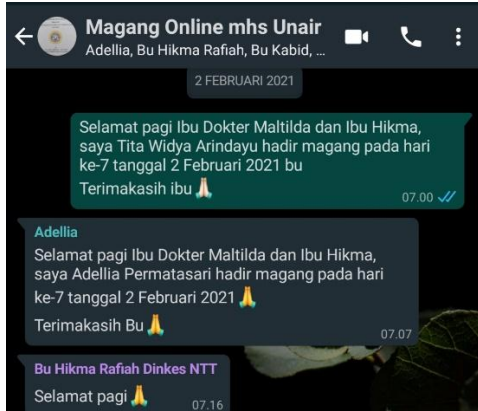 Magang Online mhs Unair
Adellia, Bu Hikma Rafiah, Bu Kabid, ...
2 FEBRUARI 2021
Selamat pagi Ibu Dokter Maltilda dan Ibu Hikma,
saya Tita Widya Arindayu hadir magang pada hari
ke-7 tanggal 2 Februari 2021 bu
Terimakasih ibu🙏🏻
07.00
Adellia
Selamat pagi Ibu Dokter Maltilda dan Ibu Hikma,
saya Adellia Permatasari hadir magang pada hari
ke-7 tanggal 2 Februari 2021🙏
Terimakasih Bu🙏
07.07
Bu Hikma Rafiah Dinkes NTT
Selamat pagi🙏
07.16